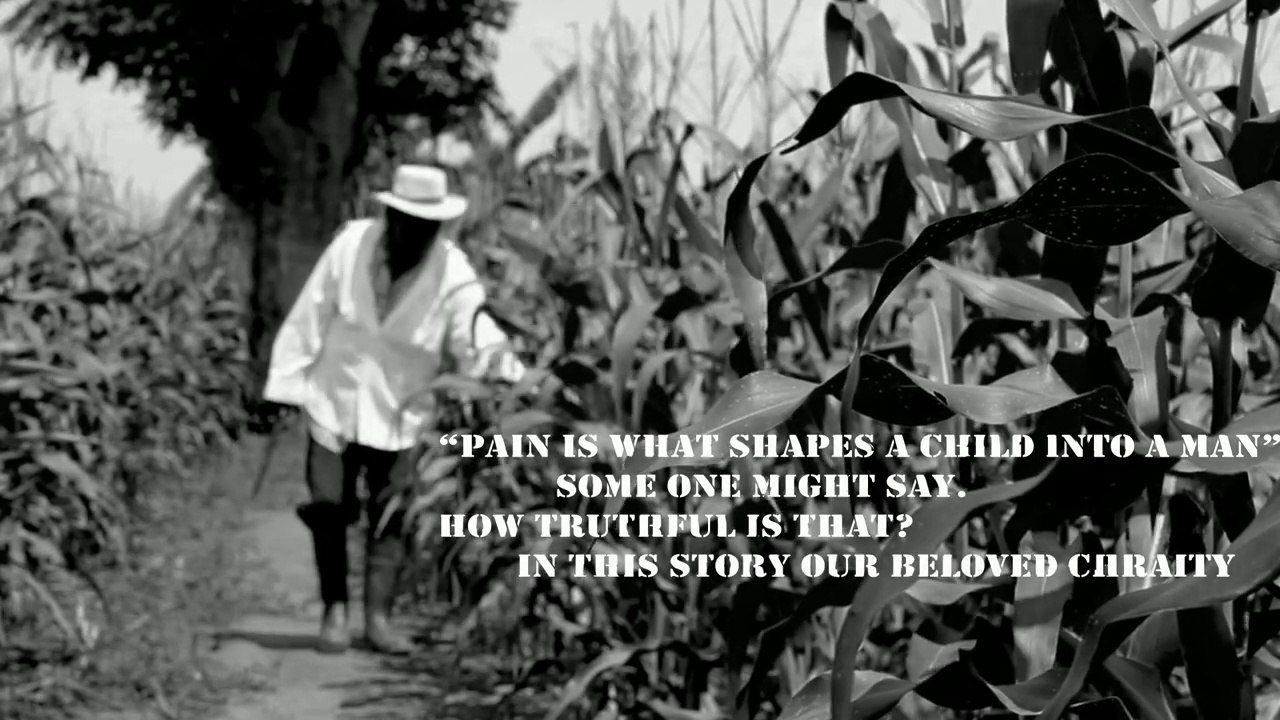 “PAIN IS WHAT SHAPES A CHILD INTO A MAN”
SOME ONE MIGHT SAY.
HOW TRUTHFUL IS THAT?
IN THIS STORY OUR BELOVED CHRAITY